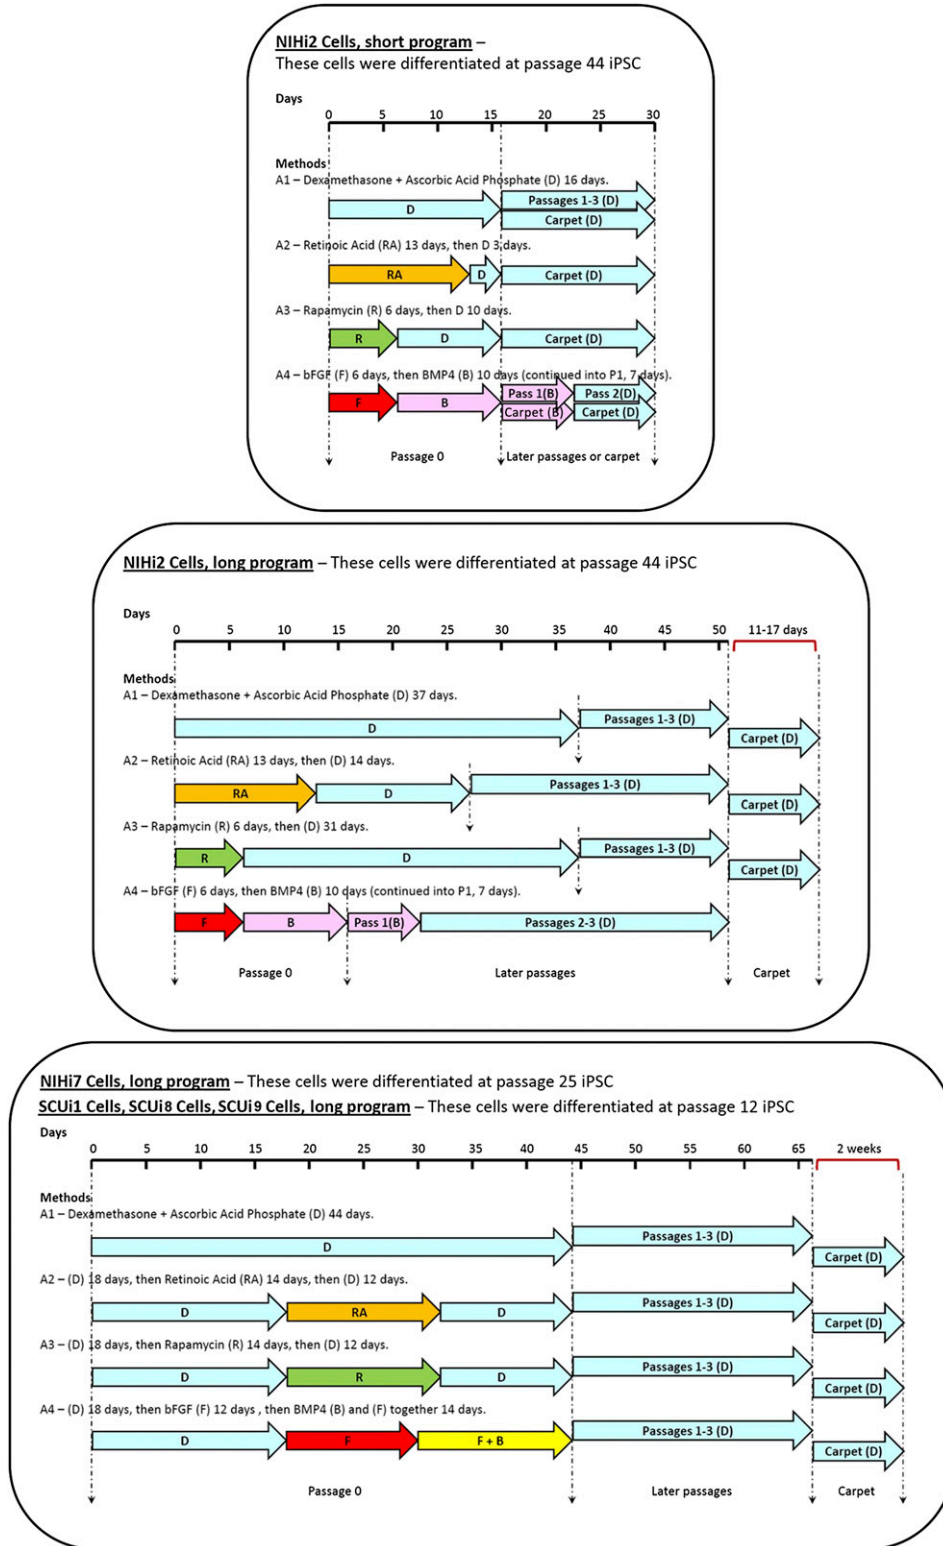 NIHi2 Cells, short program –
These cells were differentiated at passage 44 iPSC
Days
0 5 10 15 20 25 30
Methods
A1 – Dexamethasone + Ascorbic Acid Phosphate (D) 16 days.
Passages 1-3 (D)
D
Carpet (D)
A2 – Retinoic Acid (RA) 13 days, then D 3 days.
RA D Carpet (D)
A3 – Rapamycin (R) 6 days, then D 10 days.
R D Carpet (D)
A4 – bFGF (F) 6 days, then BMP4 (B) 10 days (continued into P1, 7 days).
Pass 1(B) Pass 2(D)
F B
Carpet (B) Carpet (D)
Passage 0 Later passages or carpet
NIHi2 Cells, long program – These cells were differentiated at passage 44 iPSC
Days
0 5 10 15 20 25 30 35 40 45 50 11-17 days
Methods
A1 – Dexamethasone + Ascorbic Acid Phosphate (D) 37 days.
Passages 1-3 (D)
D
Carpet (D)
A2 – Retinoic Acid (RA) 13 days, then (D) 14 days.
Passages 1-3 (D)
RA D
Carpet (D)
A3 – Rapamycin (R) 6 days, then (D) 31 days.
Passages 1-3 (D)
R D
Carpet (D)
A4 – bFGF (F) 6 days, then BMP4 (B) 10 days (continued into P1, 7 days).
F B Pass 1(B) Passages 2-3 (D)
Passage 0 Later passages Carpet
NIHi7 Cells, long program – These cells were differentiated at passage 25 iPSC
SCUi1 Cells, SCUi8 Cells, SCUi9 Cells, long program – These cells were differentiated at passage 12 iPSC
Days
0 5 10 15 20 25 30 35 40 45 50 55 60 65 2 weeks
Methods
A1 – Dexamethasone + Ascorbic Acid Phosphate (D) 44 days.
Passages 1-3 (D)
D
Carpet (D)
A2 – (D) 18 days, then Retinoic Acid (RA) 14 days, then (D) 12 days.
Passages 1-3 (D)
D RA D
Carpet (D)
A3 – (D) 18 days, then Rapamycin (R) 14 days, then (D) 12 days.
Passages 1-3 (D)
D R D
Carpet (D)
A4 – (D) 18 days, then bFGF (F) 12 days , then BMP4 (B) and (F) together 14 days.
Passages 1-3 (D)
D F F + B
Carpet (D)
Passage 0 Later passages Carpet